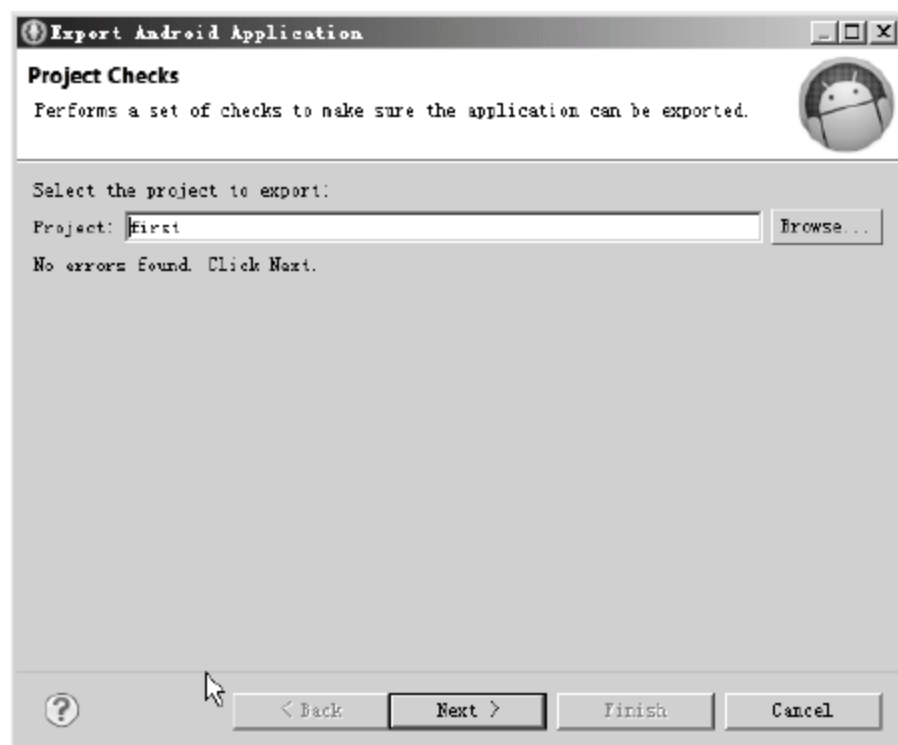 Export Android Application
Project Checks
Performs a set of checks to make sure the application can be exported.
Select the project to export:
Project: first Browse...
No errors found. Click Next.
? < Back Next > Finish Cancel